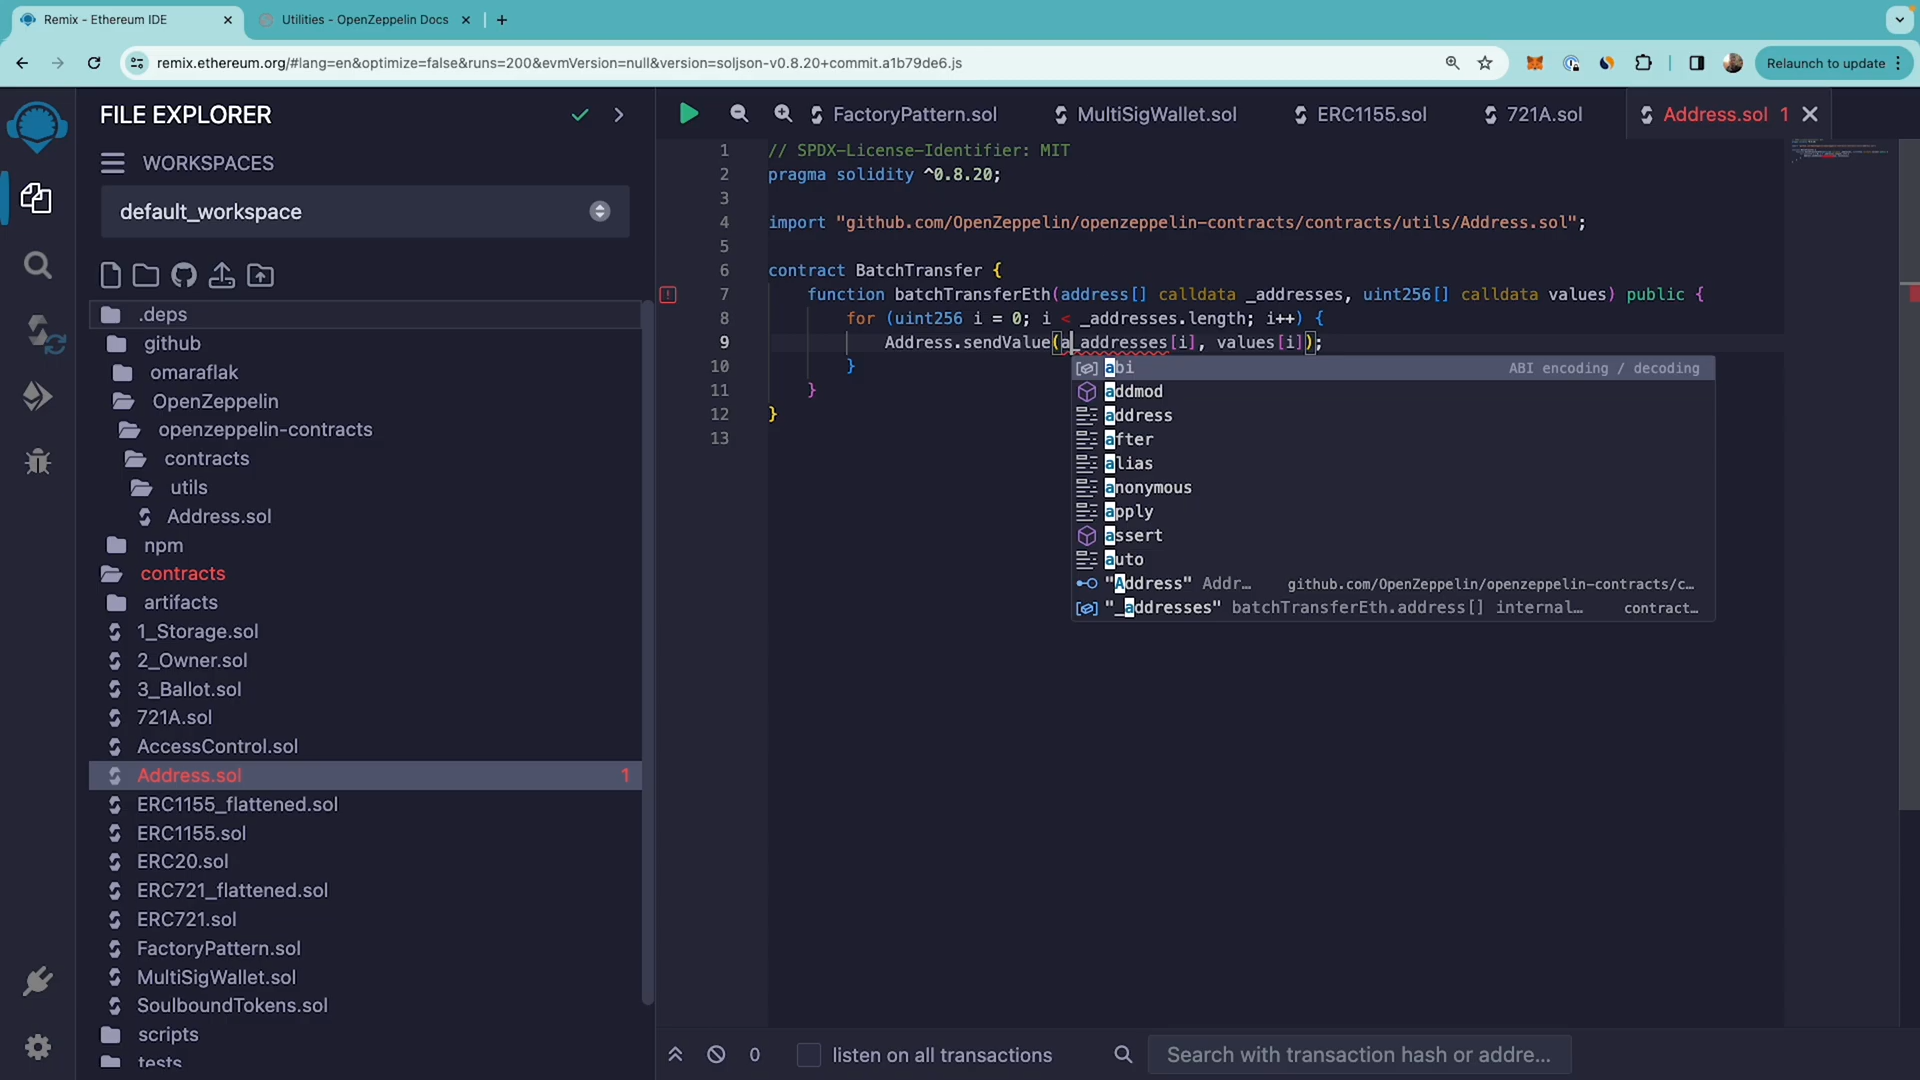 Remix - Ethereum IDE
Utilities - OpenZeppelin Docs
remix.ethereum.org/#lang=en&optimize=false&runs=200&evmVersion=null&version=soljson-v0.8.20+commit.a1b79de6.js
Relaunch to update
FILE EXPLORER
FactoryPattern.sol
MultiSigWallet.sol
ERC1155.sol
721A.sol
Address.sol 1
WORKSPACES
default_workspace
.deps
github
omaraflak
OpenZeppelin
openzeppelin-contracts
contracts
utils
Address.sol
npm
contracts
artifacts
1_Storage.sol
2_Owner.sol
3_Ballot.sol
721A.sol
AccessControl.sol
Address.sol 1
ERC1155_flattened.sol
ERC1155.sol
ERC20.sol
ERC721_flattened.sol
ERC721.sol
FactoryPattern.sol
MultiSigWallet.sol
SoulboundTokens.sol
scripts
tests
1 // SPDX-License-Identifier: MIT
2 pragma solidity ^0.8.20;
3
4 import "github.com/OpenZeppelin/openzeppelin-contracts/contracts/utils/Address.sol";
5
6 contract BatchTransfer {
7 function batchTransferEth(address[] calldata _addresses, uint256[] calldata values) public {
8 for (uint256 i = 0; i < _addresses.length; i++) {
9 Address.sendValue(a_addresses[i], values[i]);
10 }
11 }
12 }
13
abi ABI encoding / decoding
addmod
address
after
alias
anonymous
apply
assert
auto
"Address" Addr… github.com/OpenZeppelin/openzeppelin-contracts/c…
"_addresses" batchTransferEth.address[] internal… contract…
0
listen on all transactions
Search with transaction hash or addre...